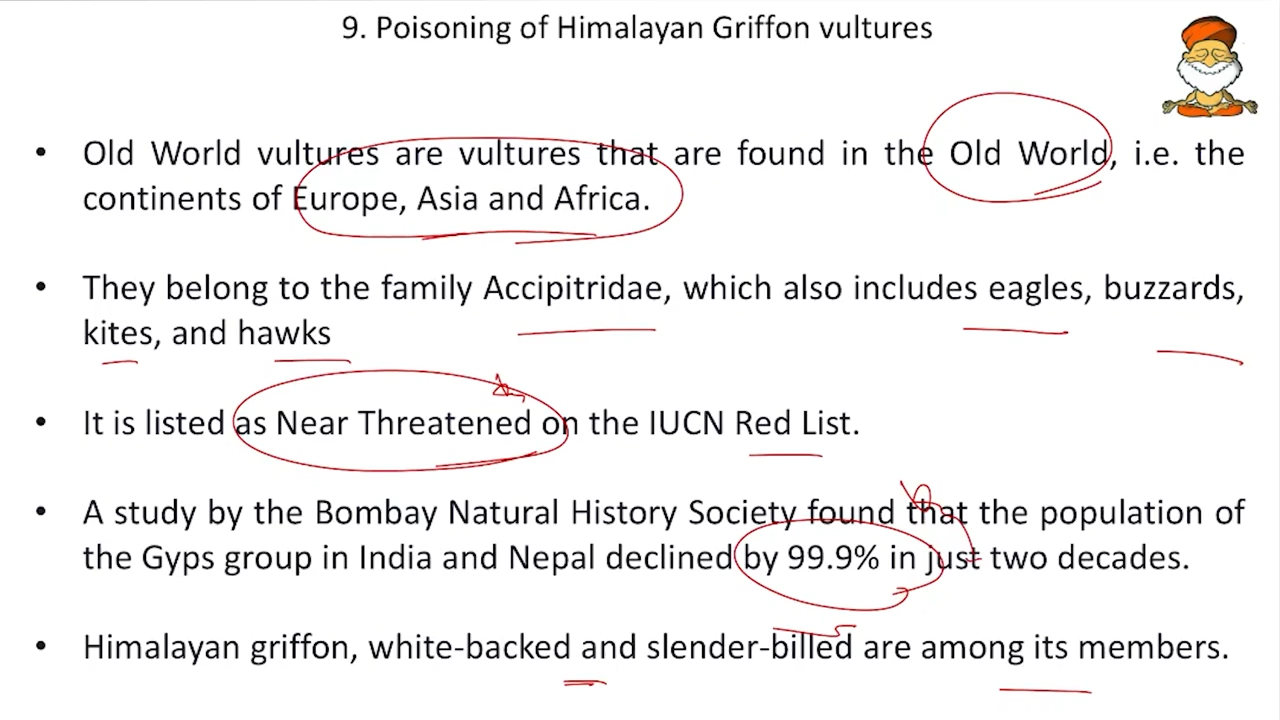 9. Poisoning of Himalayan Griffon vultures
• Old World vultures are vultures that are found in the Old World, i.e. the
continents of Europe, Asia and Africa.
• They belong to the family Accipitridae, which also includes eagles, buzzards,
kites, and hawks
• It is listed as Near Threatened on the IUCN Red List.
• A study by the Bombay Natural History Society found that the population of
the Gyps group in India and Nepal declined by 99.9% in just two decades.
• Himalayan griffon, white-backed and slender-billed are among its members.